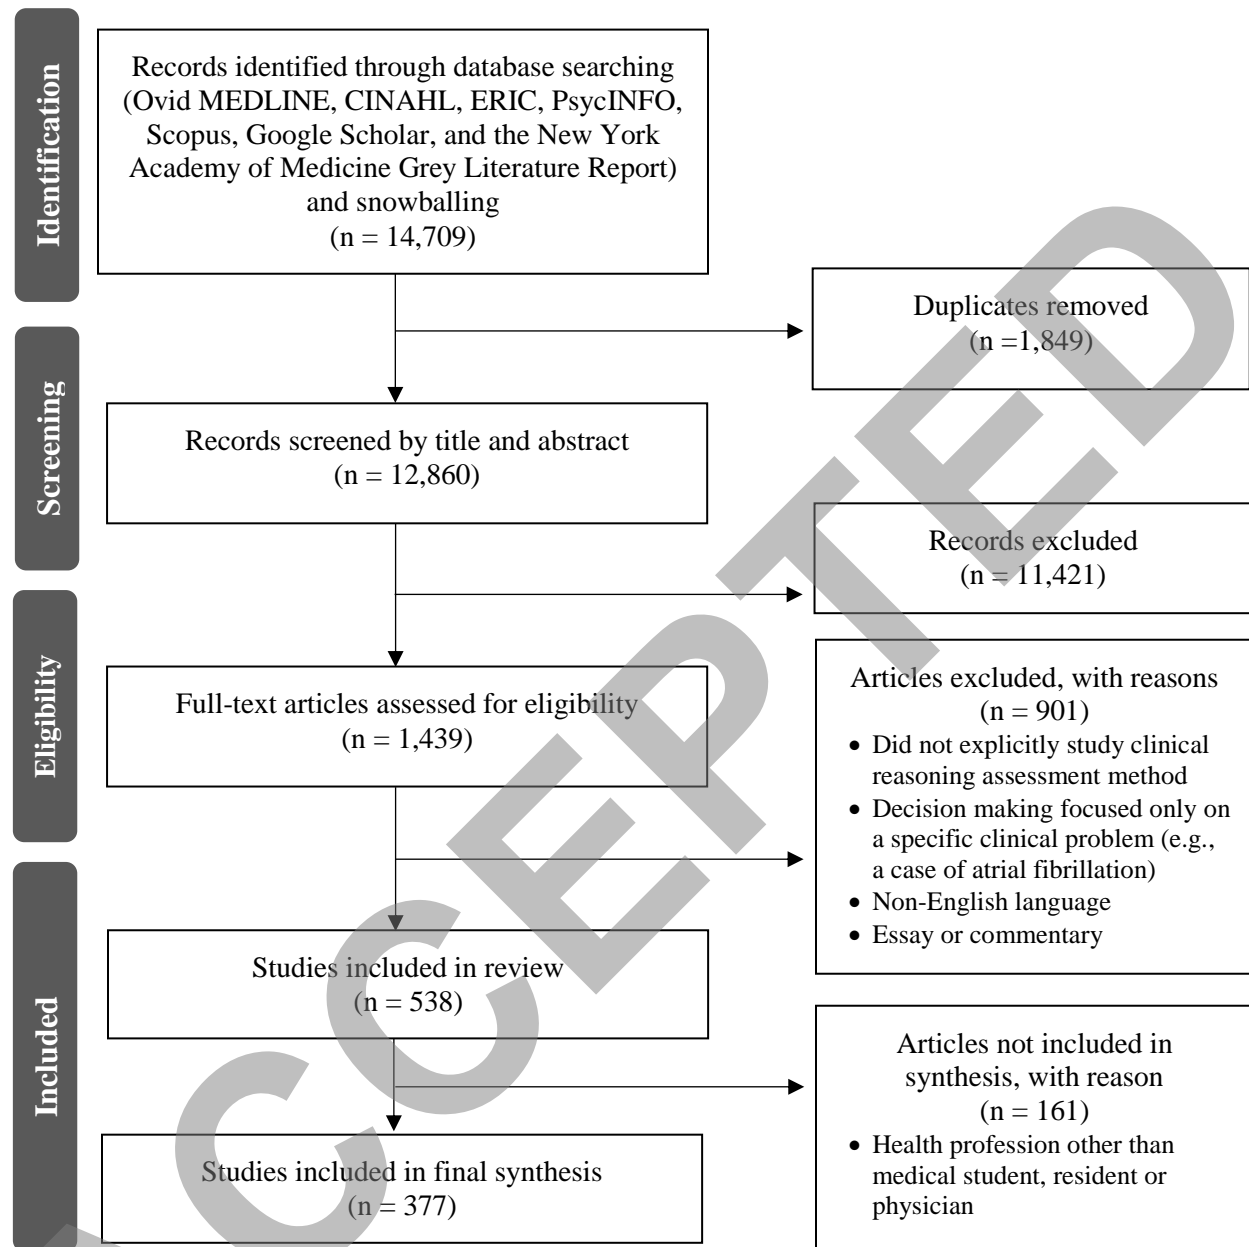 Identification
Records identified through database searching
(Ovid MEDLINE, CINAHL, ERIC, PsycINFO,
Scopus, Google Scholar, and the New York
Academy of Medicine Grey Literature Report)
and snowballing
(n = 14,709)
Duplicates removed
(n =1,849)
Screening
Records screened by title and abstract
(n = 12,860)
Records excluded
(n = 11,421)
Eligibility
Full-text articles assessed for eligibility
(n = 1,439)
Articles excluded, with reasons
(n = 901)
• Did not explicitly study clinical
reasoning assessment method
• Decision making focused only on
a specific clinical problem (e.g.,
a case of atrial fibrillation)
• Non-English language
• Essay or commentary
Included
Studies included in review
(n = 538)
Articles not included in
synthesis, with reason
(n = 161)
• Health profession other than
medical student, resident or
physician
Studies included in final synthesis
(n = 377)
ACCEPTED